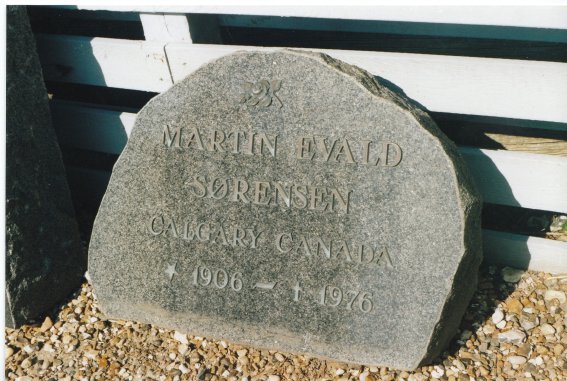 MARTIN EVALD
SØRENSEN
CALGARY CANADA
* 1906 – † 1976